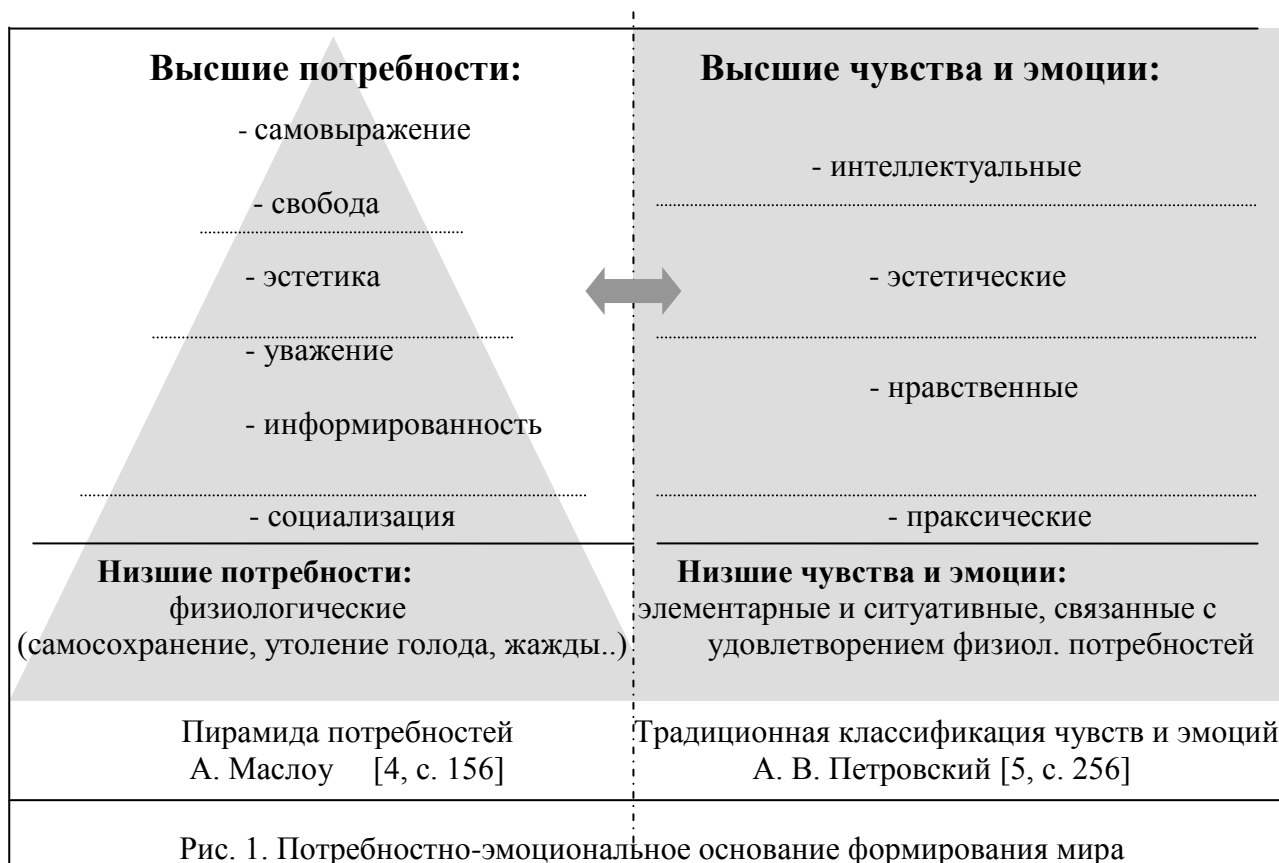 Высшие потребности:
- самовыражение
- свобода
- эстетика
- уважение
- информированность
- социализация
Низшие потребности:
физиологические
(самосохранение, утоление голода, жажды..)
Пирамида потребностей
А. Маслоу [4, с. 156]
Высшие чувства и эмоции:
- интеллектуальные
- эстетические
- нравственные
- праксические
Низшие чувства и эмоции:
элементарные и ситуативные, связанные с
удовлетворением физиол. потребностей
Традиционная классификация чувств и эмоций
А. В. Петровский [5, с. 256]
Рис. 1. Потребностно-эмоциональное основание формирования мира